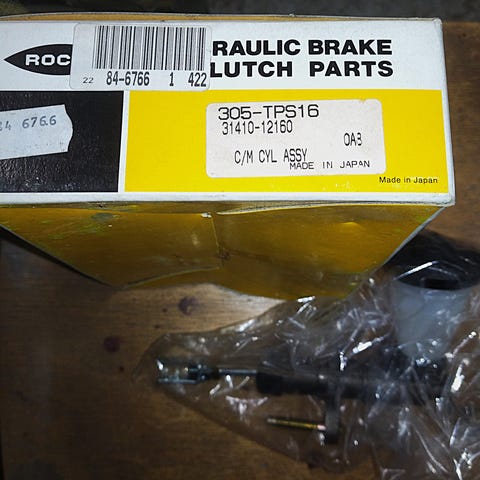 ROC
RAULIC BRAKE
LUTCH PARTS
22 84-6766 1 422
84 6766
305-TPS16
31410-12160
0A3
C/M CYL ASSY
MADE IN JAPAN
Made in Japan